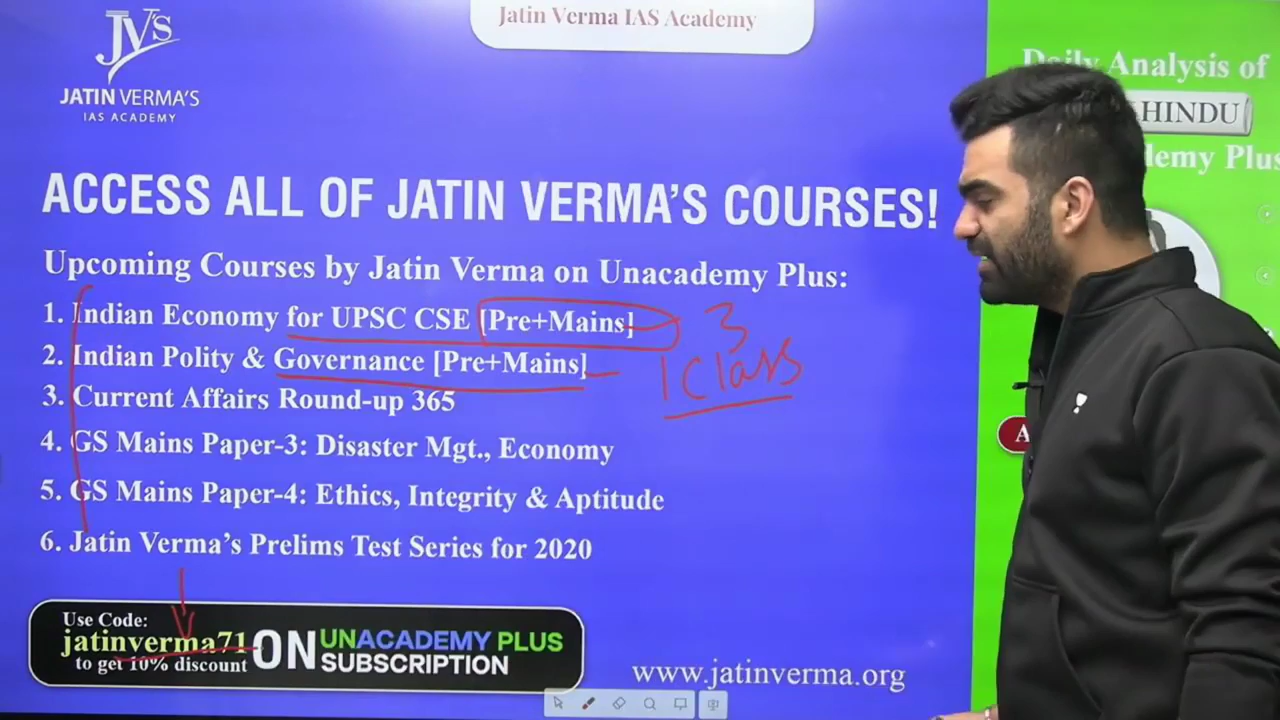 Jatin Verma IAS Academy
JVS
JATIN VERMA'S
IAS ACADEMY
Daily Analysis of
HINDU
Plus
ACCESS ALL OF JATIN VERMA'S COURSES!
Upcoming Courses by Jatin Verma on Unacademy Plus:
1. Indian Economy for UPSC CSE [Pre+Mains]
3
2. Indian Polity & Governance [Pre+Mains]
1 Class
3. Current Affairs Round-up 365
4. GS Mains Paper-3: Disaster Mgt., Economy
A
5. GS Mains Paper-4: Ethics, Integrity & Aptitude
6. Jatin Verma's Prelims Test Series for 2020
Use Code:
jatinverma71
to get 10% discount
ON UNACADEMY PLUS
SUBSCRIPTION
www.jatinverma.org